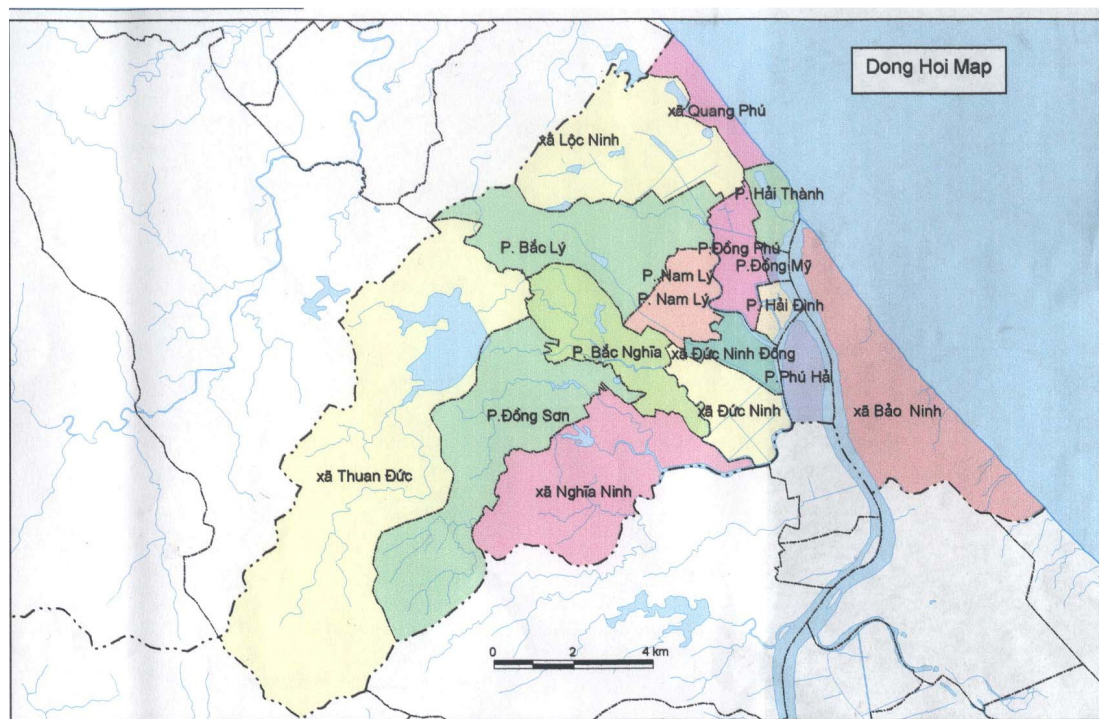 Dong Hoi Map
xã Quang Phú
xã Lộc Ninh
P. Hải Thành
P. Bắc Lý
P.Đồng Phú
P.Đồng Mỹ
P. Nam Lý
P. Nam Lý
P. Hải Đình
P. Bắc Nghĩa
xã Đức Ninh Đông
P.Phú Hả
P.Đồng Sơn
xã Đức Ninh
xã Bảo Ninh
xã Thuan Đức
xã Nghĩa Ninh
0 2 4 km